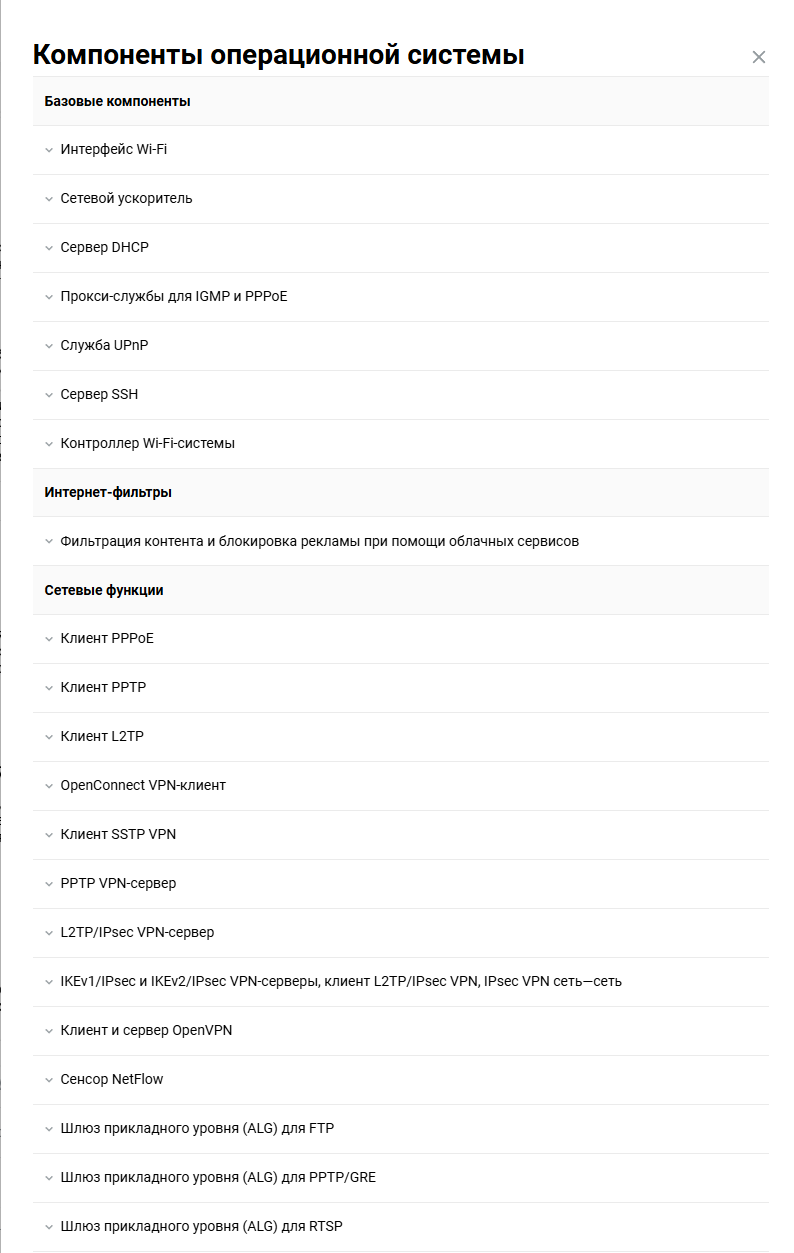 Компоненты операционной системы
Базовые компоненты
Интерфейс Wi-Fi
Сетевой ускоритель
Сервер DHCP
Прокси-службы для IGMP и PPPoE
Служба UPnP
Сервер SSH
Контроллер Wi-Fi-системы
Интернет-фильтры
Фильтрация контента и блокировка рекламы при помощи облачных сервисов
Сетевые функции
Клиент PPPoE
Клиент PPTP
Клиент L2TP
OpenConnect VPN-клиент
Клиент SSTP VPN
PPTP VPN-сервер
L2TP/IPsec VPN-сервер
IKEv1/IPsec и IKEv2/IPsec VPN-серверы, клиент L2TP/IPsec VPN, IPsec VPN сеть—сеть
Клиент и сервер OpenVPN
Сенсор NetFlow
Шлюз прикладного уровня (ALG) для FTP
Шлюз прикладного уровня (ALG) для PPTP/GRE
Шлюз прикладного уровня (ALG) для RTSP